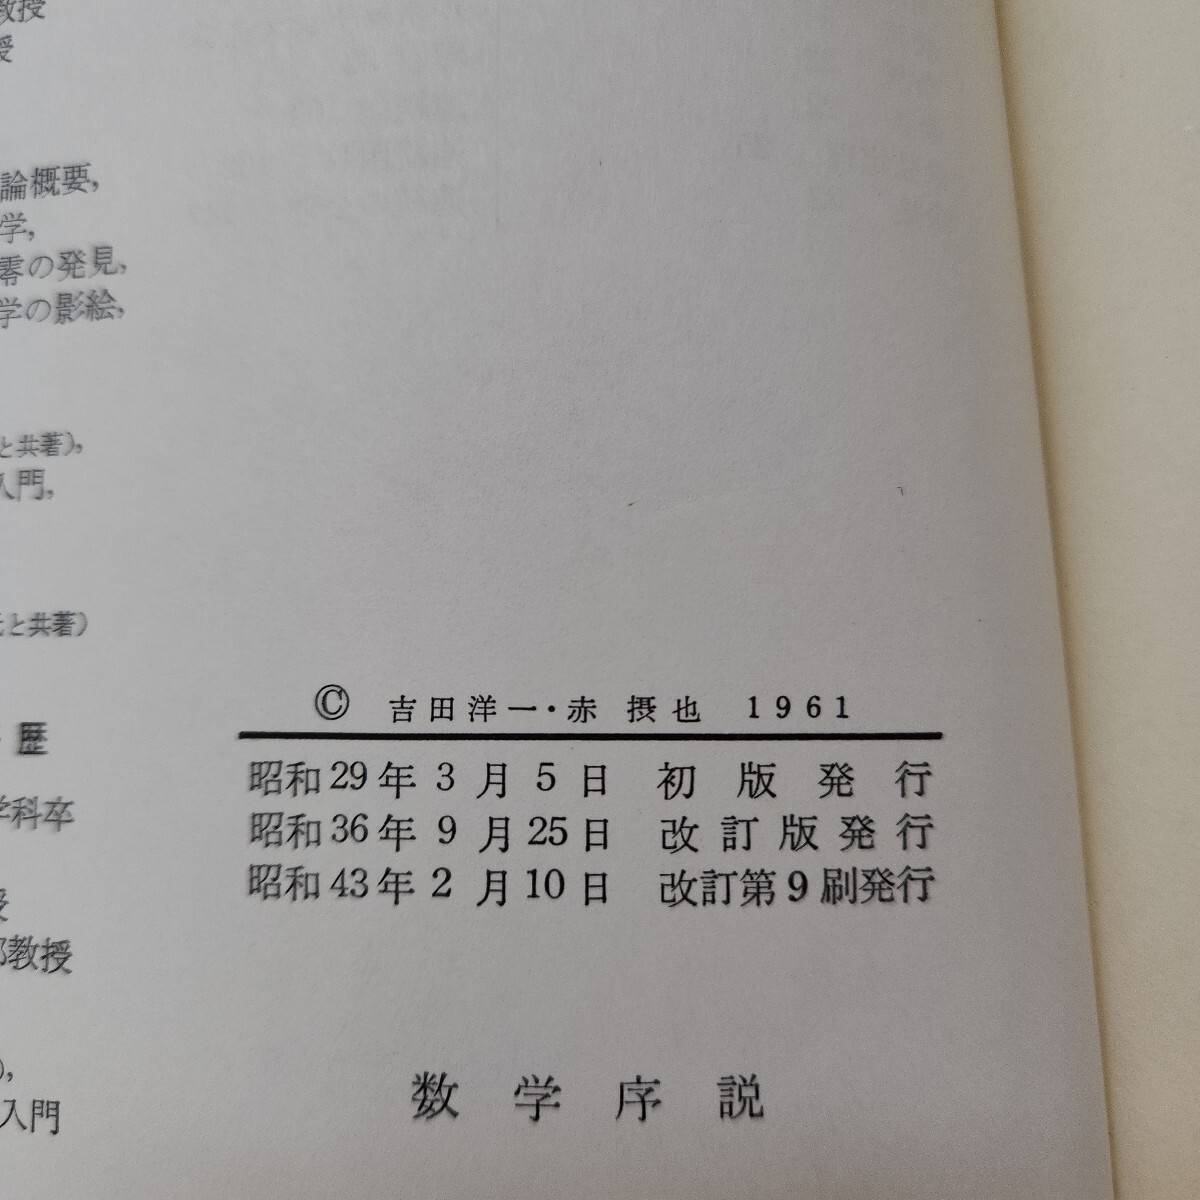 教授
授
論概要,
学,
零の発見,
学の影絵,
と共著),
入門,
と共著)
歴
学科卒
授
部教授
),
入門
© 吉田洋一・赤 摂也 1961
昭和29年 3 月 5 日 初版発行
昭和36年 9 月25日 改訂版発行
昭和43年 2 月10日 改訂第9刷発行
数学序説